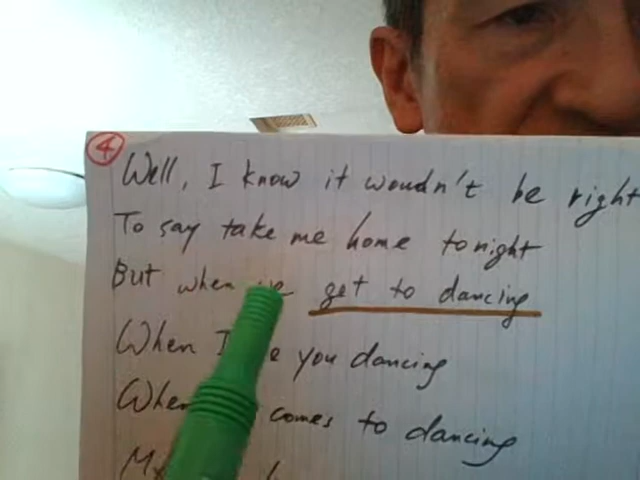 4
Well, I know it woudn't be right
To say take me home tonight
But when get to dancing
When I you dancing
comes to dancing